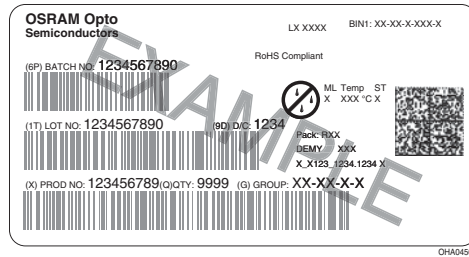 OSRAM Opto
Semiconductors
LX XXXX
BIN1: XX-XX-X-XXX-X
RoHS Compliant
(6P) BATCH NO: 1234567890
ML Temp ST
X XXX °C X
(1T) LOT NO: 1234567890 (9D) D/C: 1234
Pack: RXX
DEMY XXX
X_X123_1234.1234 X
(X) PROD NO: 123456789(Q)QTY: 9999 (G) GROUP: XX-XX-X-X
EXAMPLE